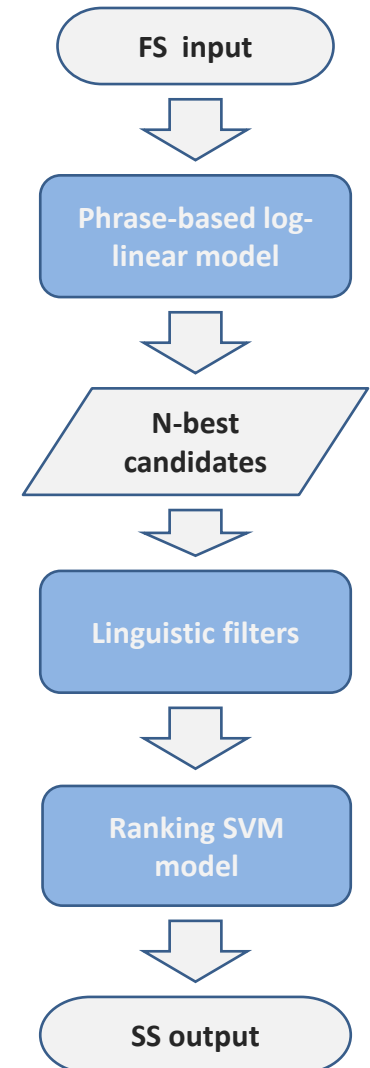 FS input
Phrase-based log-
linear model
N-best
candidates
Linguistic filters
Ranking SVM
model
SS output